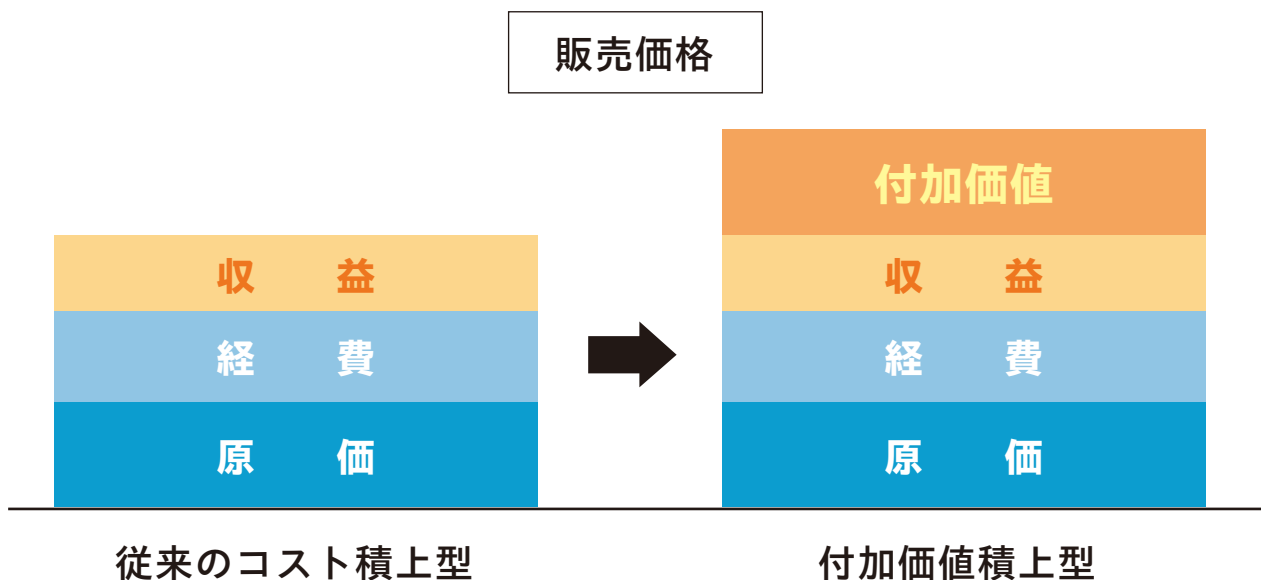 販売価格
収益
経費
原価
従来のコスト積上型
付加価値
収益
経費
原価
付加価値積上型